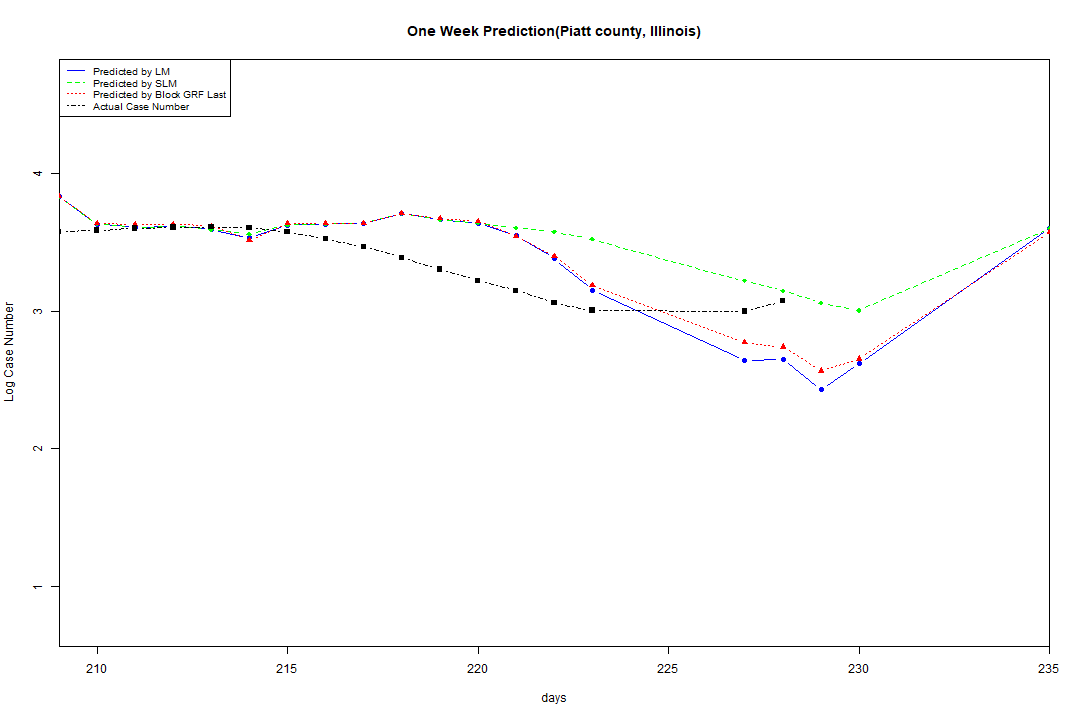 One Week Prediction(Piatt county, Illinois)
Predicted by LM
Predicted by SLM
Predicted by Block GRF Last
Actual Case Number
4
3
2
1
Log Case Number
210 215 220 225 230 235
days